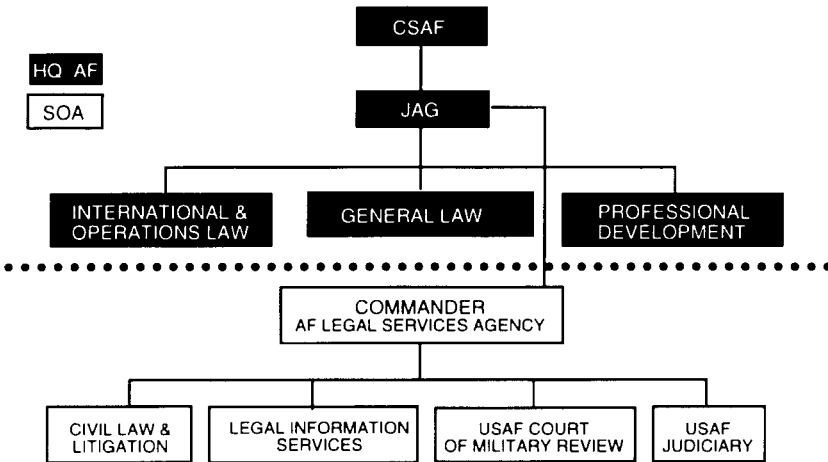 CSAF
HQ AF
SOA
JAG
INTERNATIONAL &
OPERATIONS LAW
GENERAL LAW
PROFESSIONAL
DEVELOPMENT
COMMANDER
AF LEGAL SERVICES AGENCY
CIVIL LAW &
LITIGATION
LEGAL INFORMATION
SERVICES
USAF COURT
OF MILITARY REVIEW
USAF
JUDICIARY